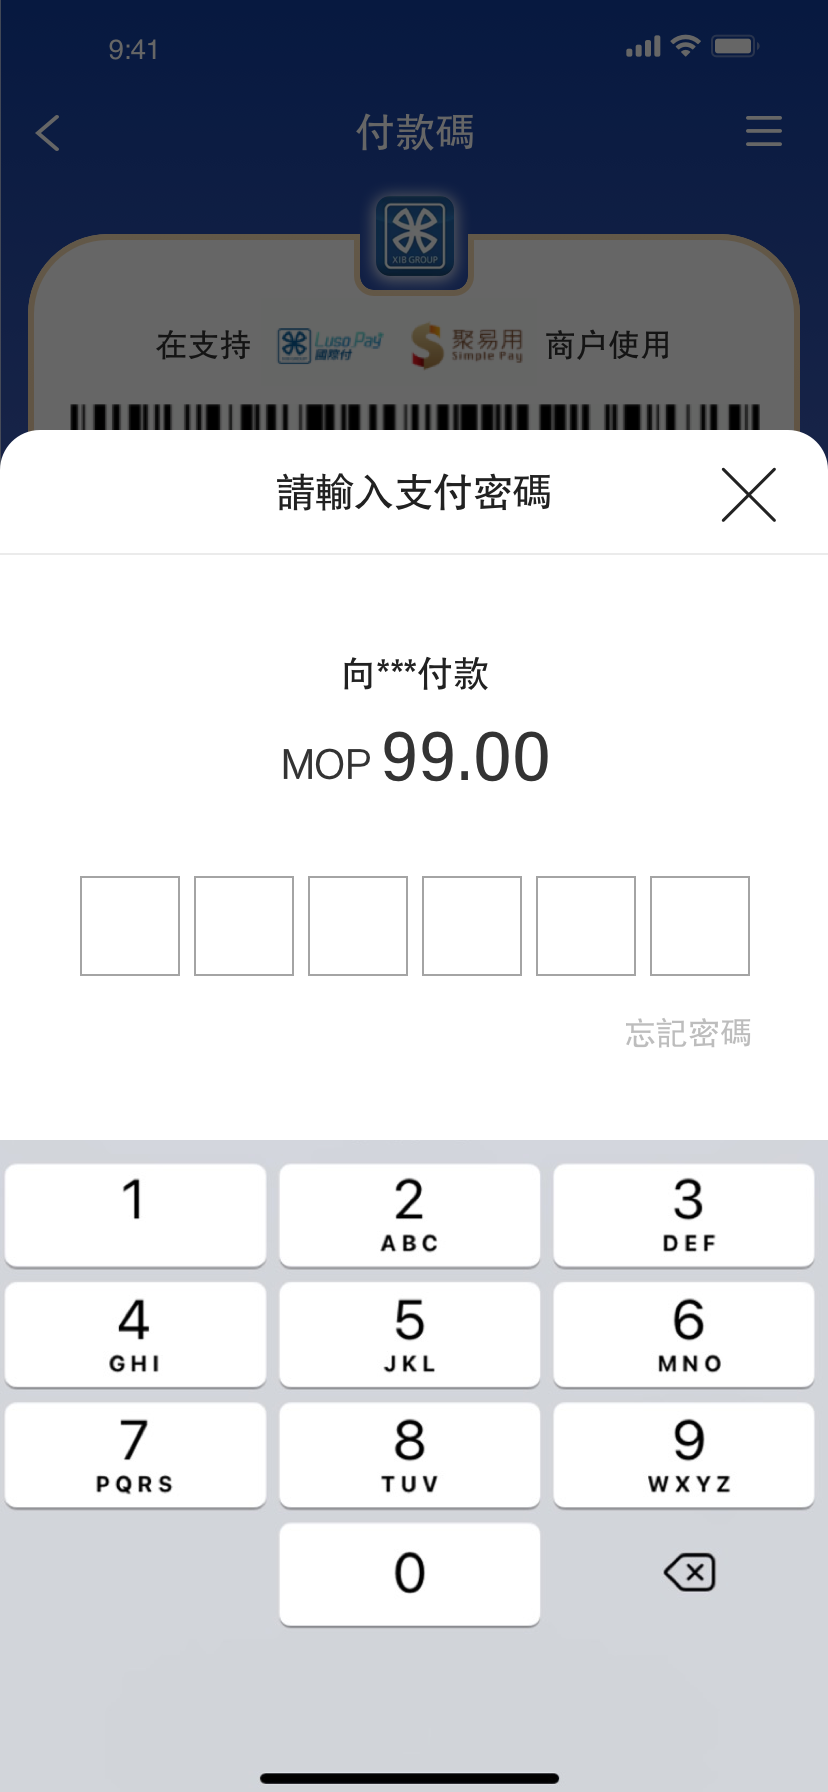 9:41
付款碼
XIB GROUP
在支持 Luso Pay 國際付 聚易用 Simple Pay 商户使用
請輸入支付密碼
向***付款
MOP 99.00
忘記密碼
1 2 3
ABC DEF
4 5 6
GHI JKL MNO
7 8 9
PQRS TUV WXYZ
0